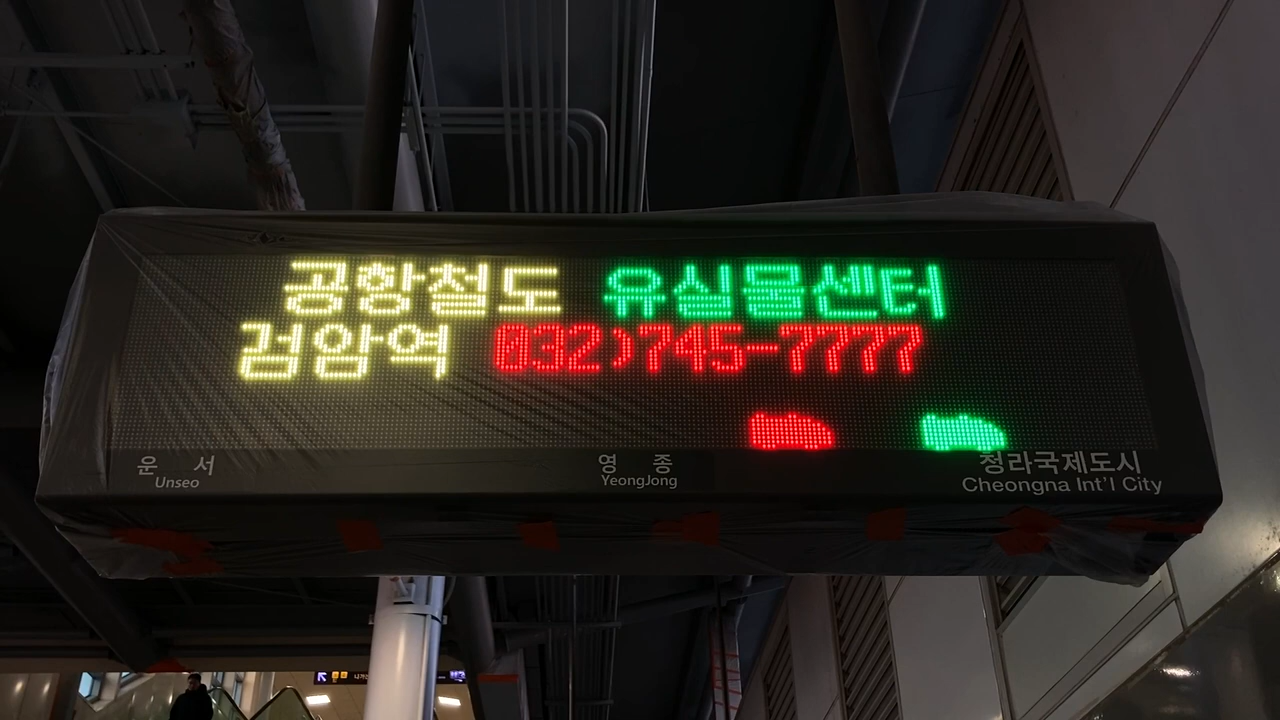 공항철도 유실물센터
검암역 032)745-7777
운 서 영 종 청라국제도시
Unseo YeongJong Cheongna Int'l City